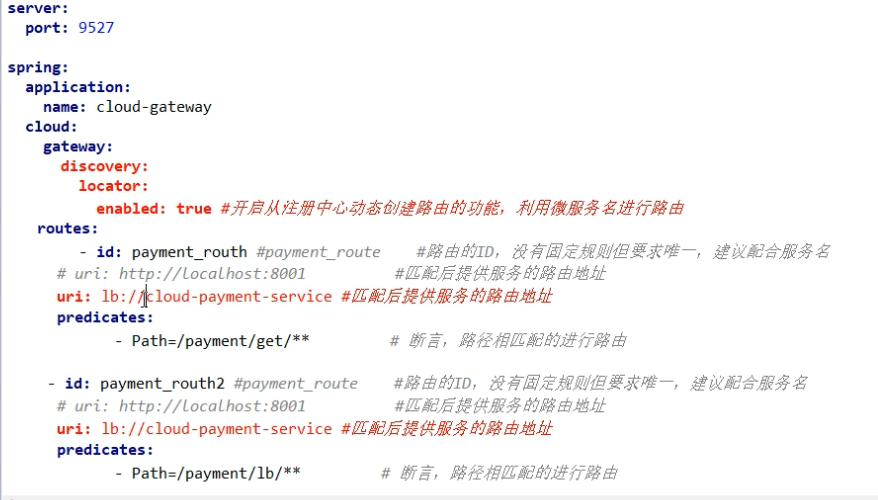 server:
port: 9527
spring:
application:
name: cloud-gateway
cloud:
gateway:
discovery:
locator:
enabled: true #开启从注册中心动态创建路由的功能，利用微服务名进行路由
routes:
- id: payment_routh #payment_route #路由的ID，没有固定规则但要求唯一，建议配合服务名
# uri: http://localhost:8001 #匹配后提供服务的路由地址
uri: lb://cloud-payment-service #匹配后提供服务的路由地址
predicates:
- Path=/payment/get/** # 断言，路径相匹配的进行路由
- id: payment_routh2 #payment_route #路由的ID，没有固定规则但要求唯一，建议配合服务名
# uri: http://localhost:8001 #匹配后提供服务的路由地址
uri: lb://cloud-payment-service #匹配后提供服务的路由地址
predicates:
- Path=/payment/lb/** # 断言，路径相匹配的进行路由